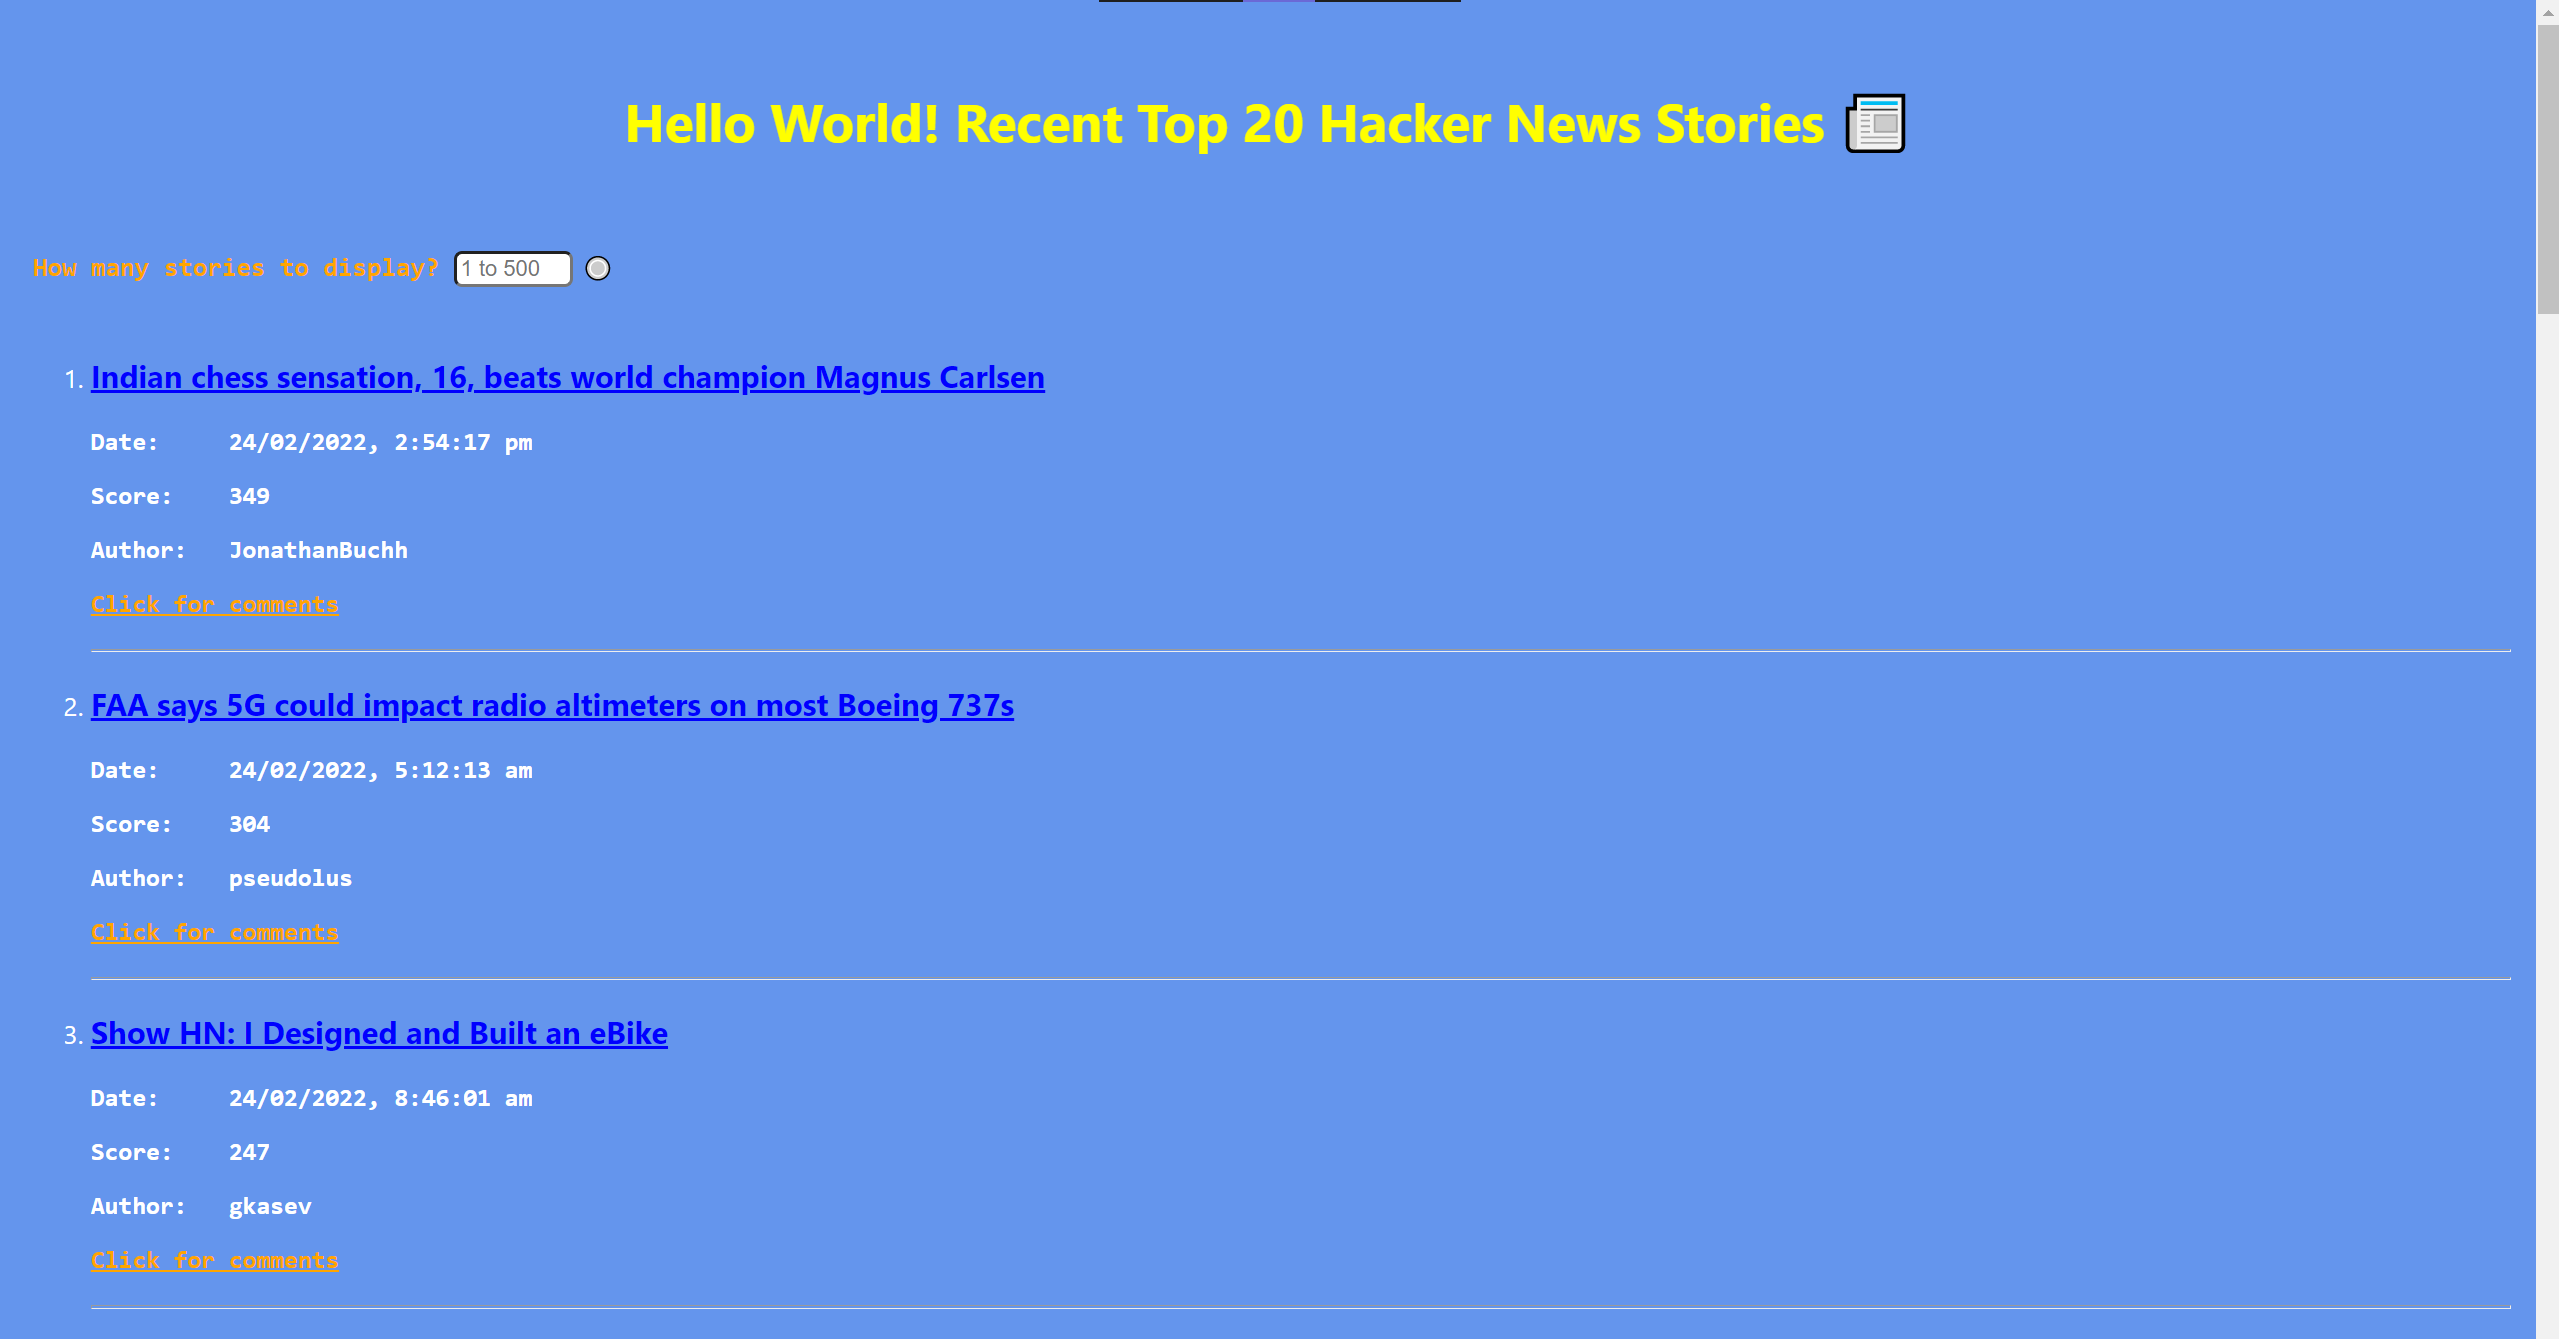 Hello World! Recent Top 20 Hacker News Stories
How many stories to display? 1 to 500
1. Indian chess sensation, 16, beats world champion Magnus Carlsen
Date: 24/02/2022, 2:54:17 pm
Score: 349
Author: JonathanBuchh
Click for comments
2. FAA says 5G could impact radio altimeters on most Boeing 737s
Date: 24/02/2022, 5:12:13 am
Score: 304
Author: pseudolus
Click for comments
3. Show HN: I Designed and Built an eBike
Date: 24/02/2022, 8:46:01 am
Score: 247
Author: gkasev
Click for comments